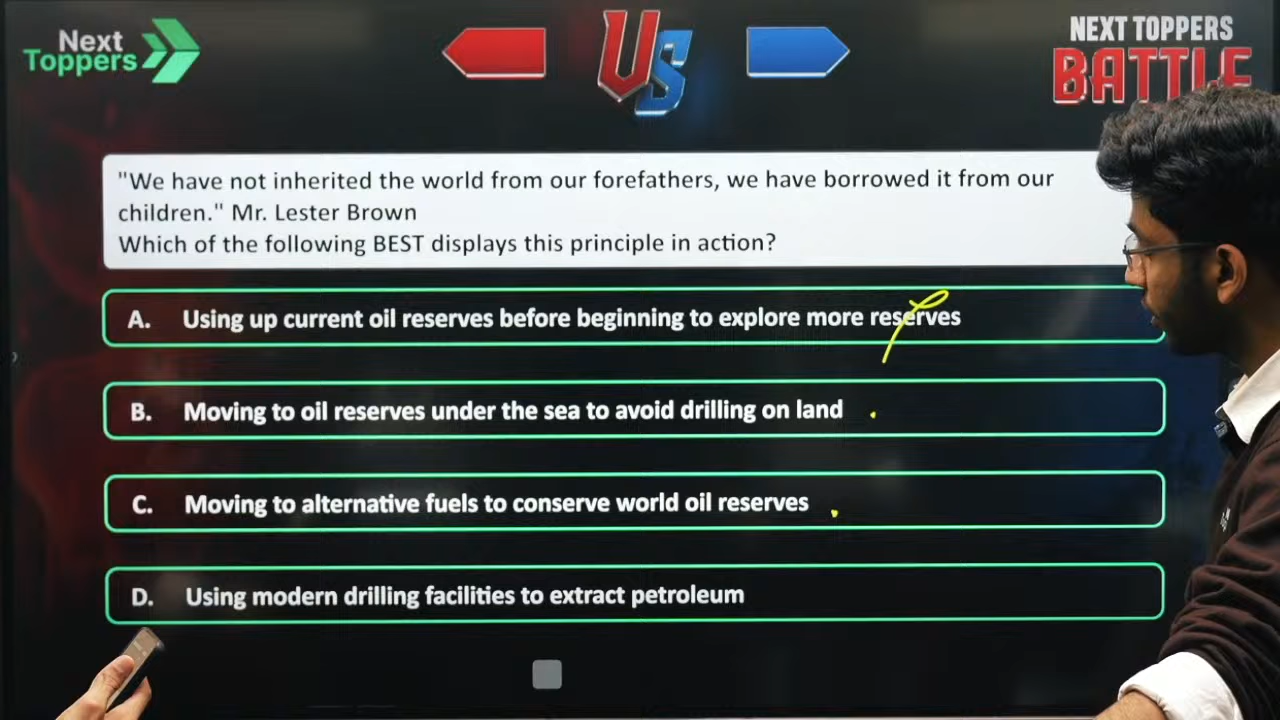 Next
Toppers
US
NEXT TOPPERS
BATTLE
"We have not inherited the world from our forefathers, we have borrowed it from our
children." Mr. Lester Brown
Which of the following BEST displays this principle in action?
A. Using up current oil reserves before beginning to explore more reserves
B. Moving to oil reserves under the sea to avoid drilling on land
C. Moving to alternative fuels to conserve world oil reserves
D. Using modern drilling facilities to extract petroleum